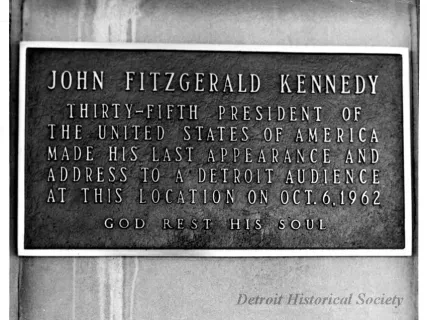 JOHN FITZGERALD KENNEDY
THIRTY-FIFTH PRESIDENT OF
THE UNITED STATES OF AMERICA
MADE HIS LAST APPEARANCE AND
ADDRESS TO A DETROIT AUDIENCE
AT THIS LOCATION ON OCT. 6, 1962
GOD REST HIS SOUL
Detroit Historical Society